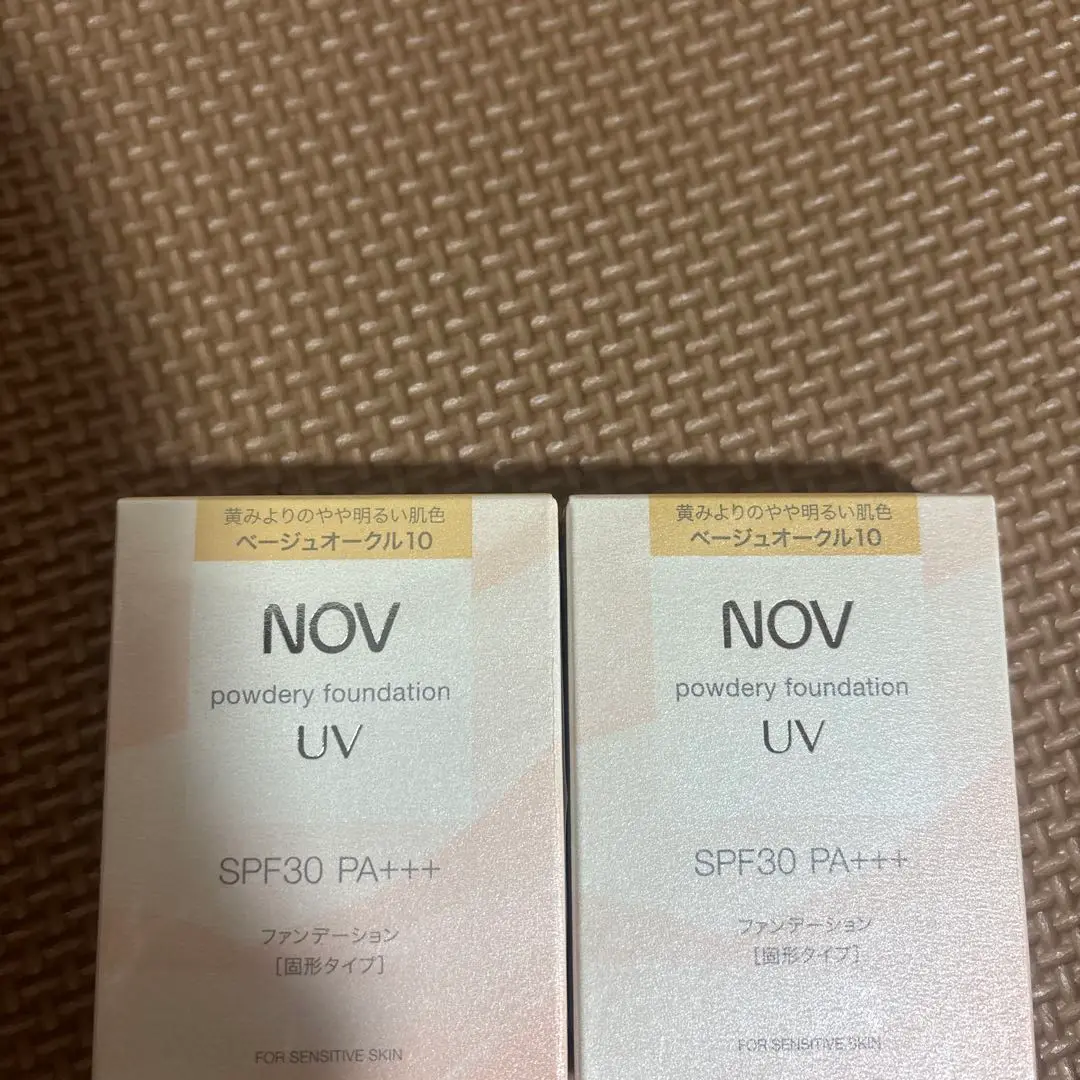 黄みよりのやや明るい肌色
ベージュオークル10
NOV
powdery foundation
UV
SPF30 PA+++
ファンデーション
[固形タイプ]
FOR SENSITIVE SKIN
黄みよりのやや明るい肌色
ベージュオークル10
NOV
powdery foundation
UV
SPF30 PA+++
ファンデーション
[固形タイプ]
FOR SENSITIVE SKIN